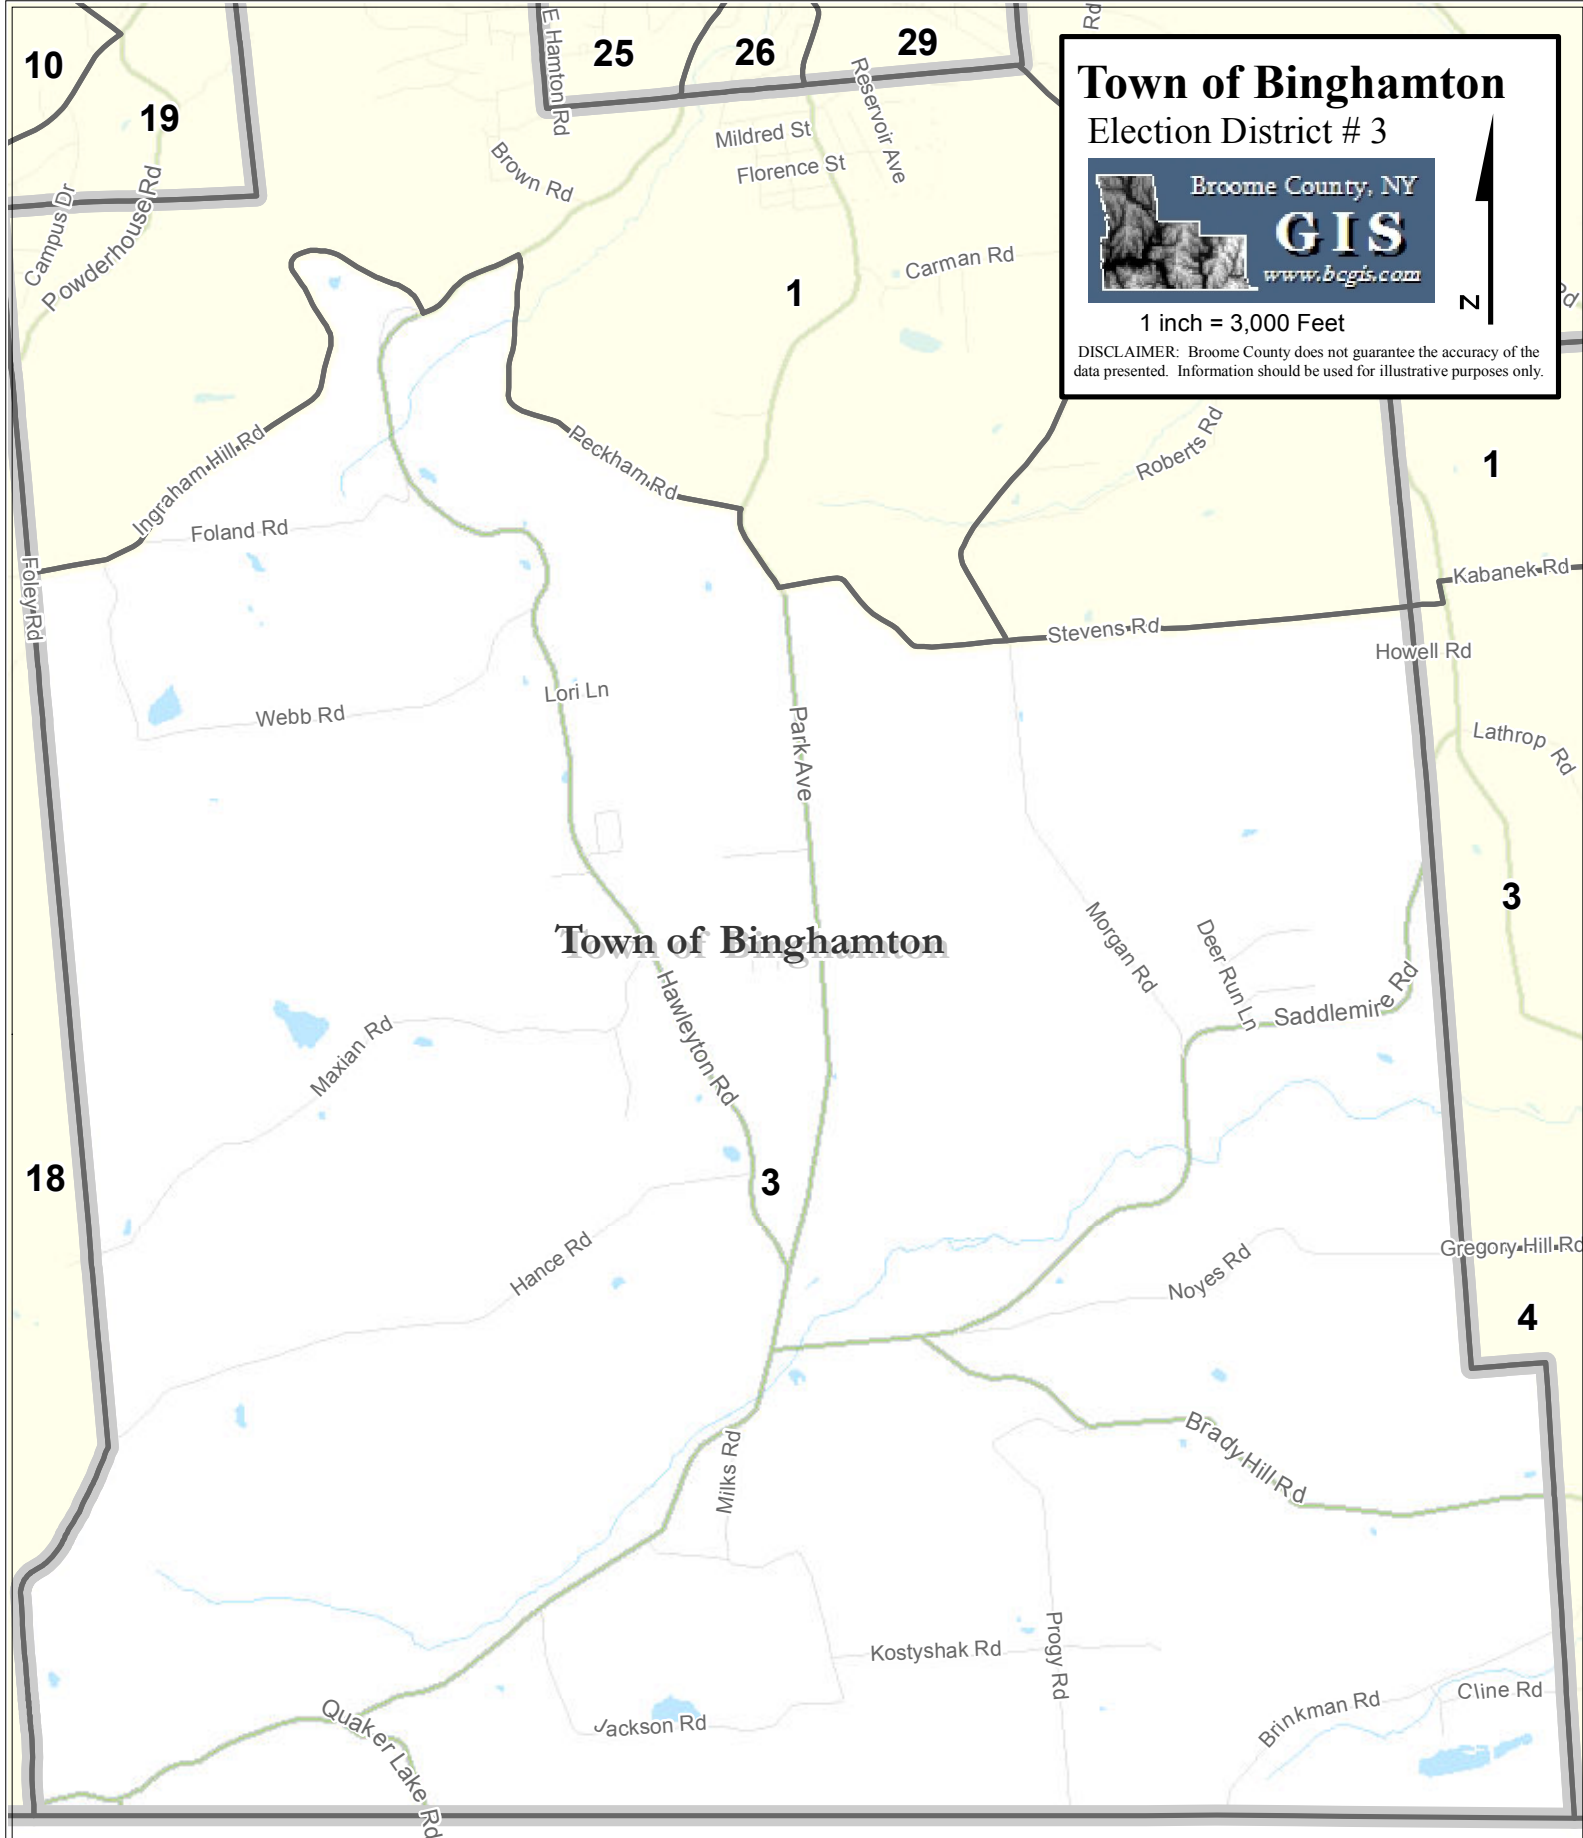 10
19
E Hamton Rd
25
26
29
Rd
Reservoir Ave
Mildred St
Florence St
Brown Rd
Campus Dr
Powderhouse Rd
Carman Rd
1
Town of Binghamton
Election District # 3
Broome County, NY
GIS
www.bcgis.com
N
1 inch = 3,000 Feet
DISCLAIMER: Broome County does not guarantee the accuracy of the
data presented. Information should be used for illustrative purposes only.
Rd
Ingraham Hill Rd
Peckham Rd
Roberts Rd
1
Foland Rd
Foley Rd
Kabanek Rd
Stevens Rd
Howell Rd
Webb Rd
Lori Ln
Park Ave
Lathrop Rd
3
Town of Binghamton
Morgan Rd
Deer Run Ln
Saddlemire Rd
Hawleyton Rd
Maxian Rd
18
3
Hance Rd
Noyes Rd
Gregory Hill Rd
4
Milks Rd
Brady Hill Rd
Kostyshak Rd
Progy Rd
Quaker Lake Rd
Jackson Rd
Brinkman Rd
Cline Rd